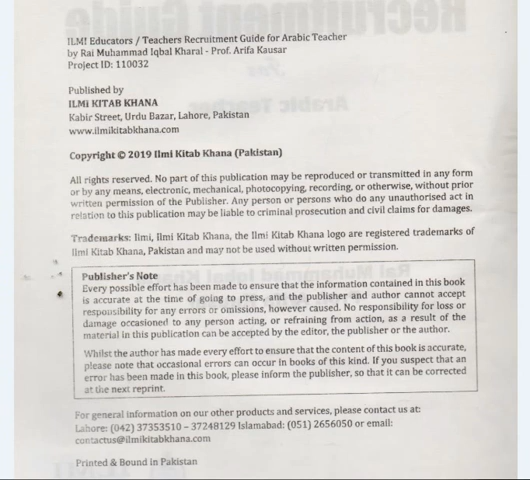 ILMI Educators / Teachers Recruitment Guide for Arabic Teacher
by Rai Muhammad Iqbal Kharal - Prof. Arifa Kausar
Project ID: 110032
Published by
ILMI KITAB KHANA
Kabir Street, Urdu Bazar, Lahore, Pakistan
www.ilmikitabkhana.com
Copyright © 2019 Ilmi Kitab Khana (Pakistan)
All rights reserved. No part of this publication may be reproduced or transmitted in any form
or by any means, electronic, mechanical, photocopying, recording, or otherwise, without prior
written permission of the Publisher. Any person or persons who do any unauthorised act in
relation to this publication may be liable to criminal prosecution and civil claims for damages.
Trademarks: Ilmi, Ilmi Kitab Khana, the Ilmi Kitab Khana logo are registered trademarks of
Ilmi Kitab Khana, Pakistan and may not be used without written permission.
Publisher's Note
Every possible effort has been made to ensure that the information contained in this book
is accurate at the time of going to press, and the publisher and author cannot accept
responsibility for any errors or omissions, however caused. No responsibility for loss or
damage occasioned to any person acting, or refraining from action, as a result of the
material in this publication can be accepted by the editor, the publisher or the author.
Whilst the author has made every effort to ensure that the content of this book is accurate,
please note that occasional errors can occur in books of this kind. If you suspect that an
error has been made in this book, please inform the publisher, so that it can be corrected
at the next reprint.
For general information on our other products and services, please contact us at:
Lahore: (042) 37353510 – 37248129 Islamabad: (051) 2656050 or email:
contactus@ilmikitabkhana.com
Printed & Bound in Pakistan